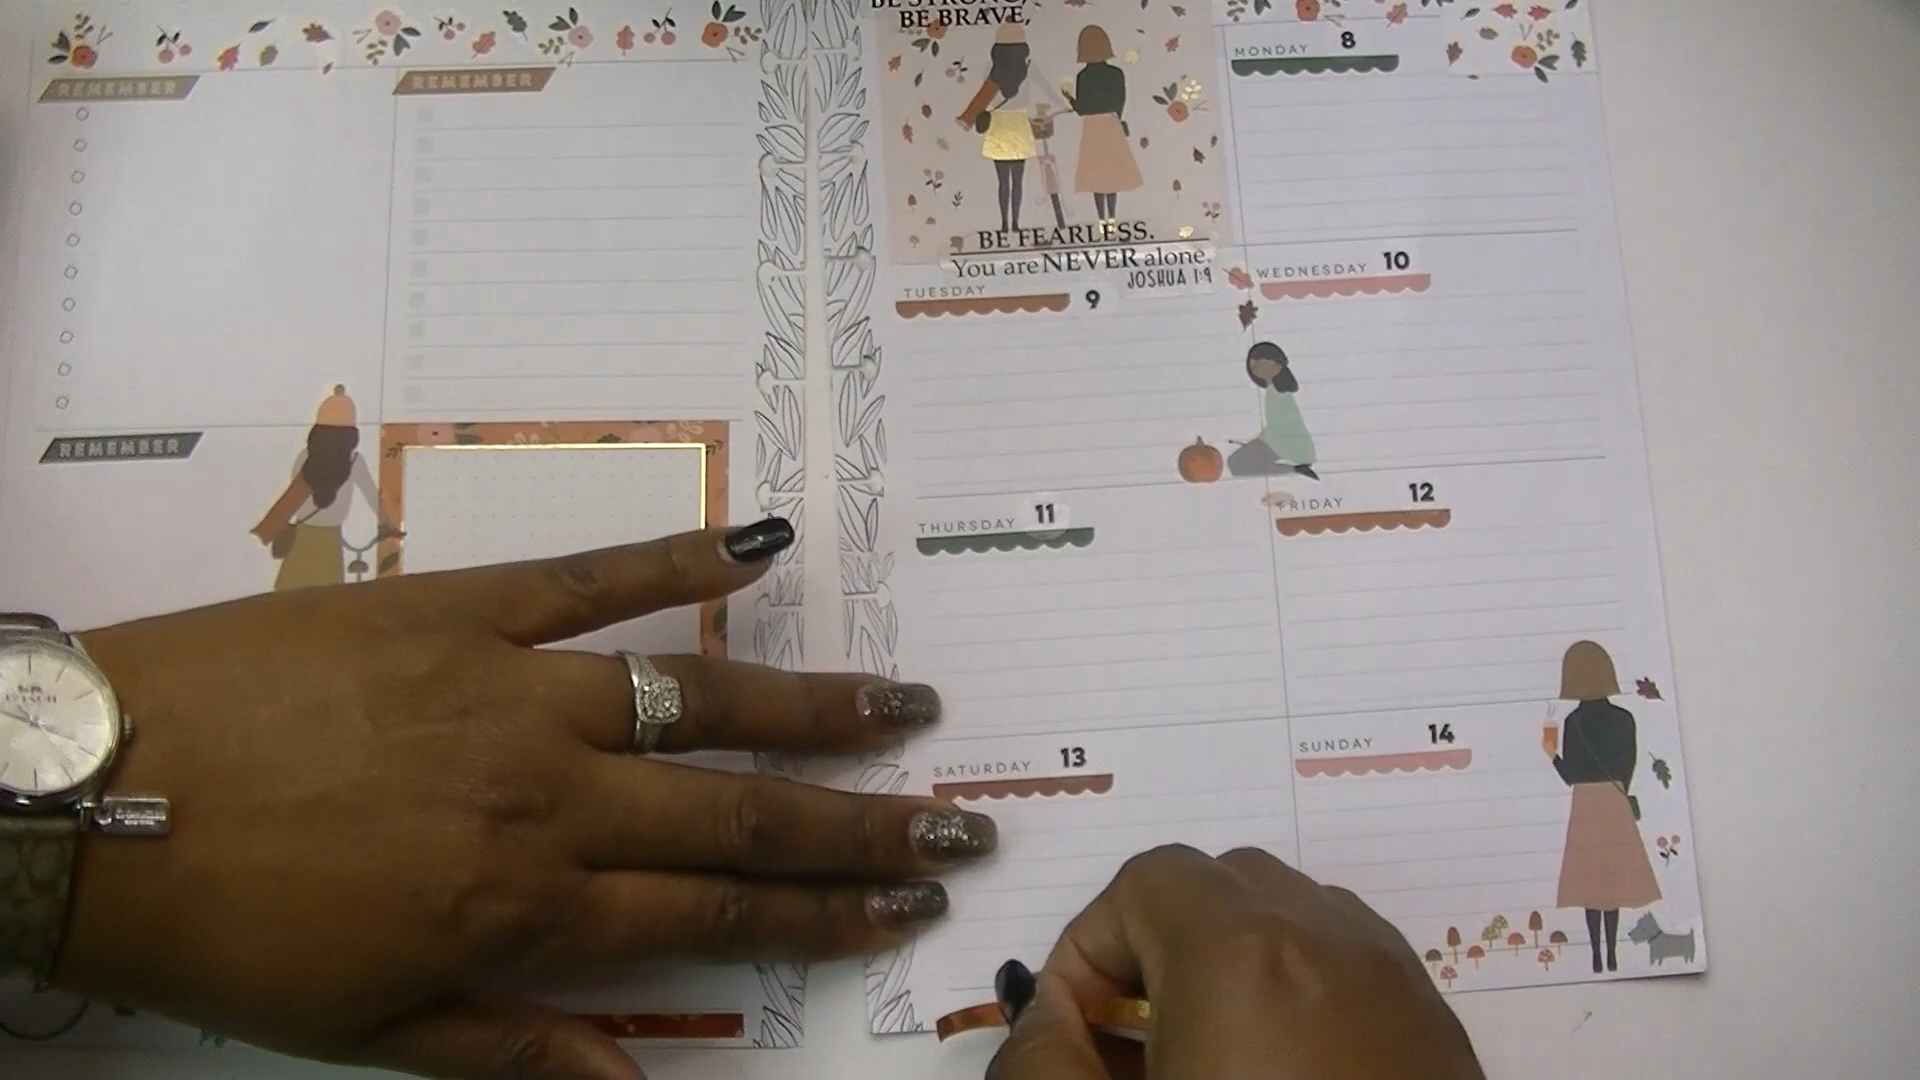 REMEMBER
REMEMBER
REMEMBER
BE STRONG,
BE BRAVE,
BE FEARLESS.
You are NEVER alone.
JOSHUA 1:9
MONDAY 8
TUESDAY 9
WEDNESDAY 10
THURSDAY 11
FRIDAY 12
SATURDAY 13
SUNDAY 14